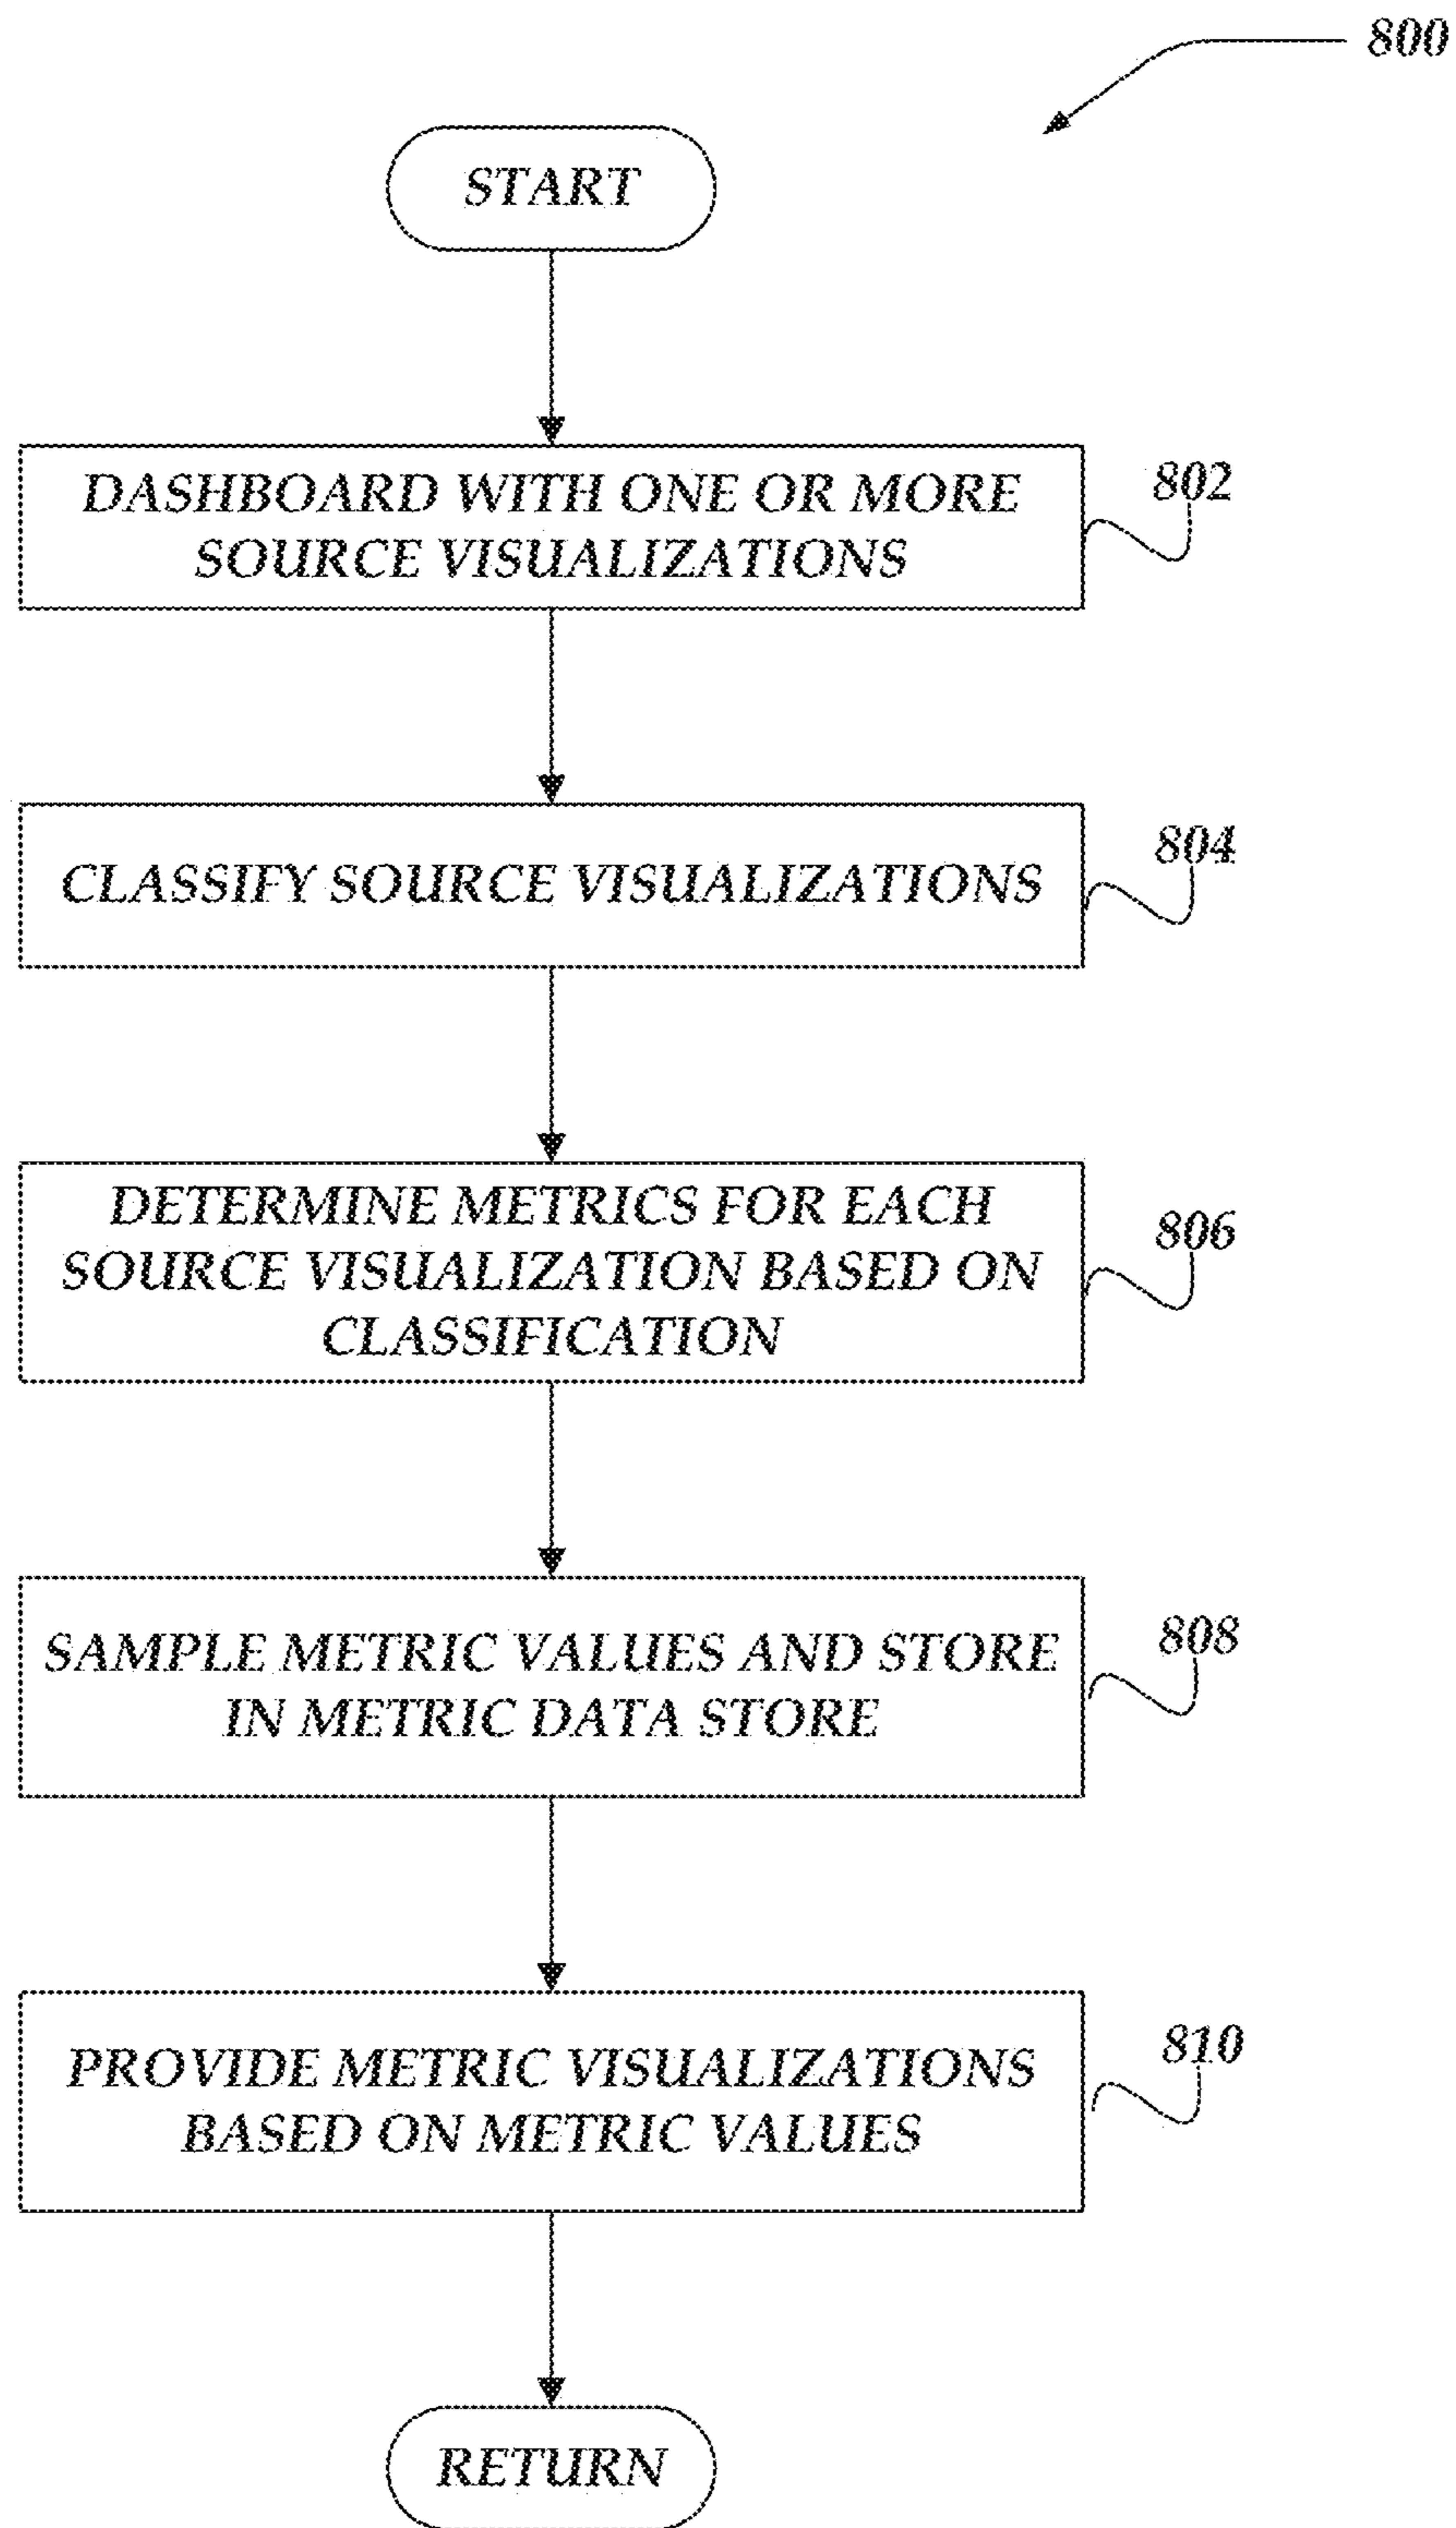 800
START
DASHBOARD WITH ONE OR MORE
SOURCE VISUALIZATIONS
802
CLASSIFY SOURCE VISUALIZATIONS
804
DETERMINE METRICS FOR EACH
SOURCE VISUALIZATION BASED ON
CLASSIFICATION
806
SAMPLE METRIC VALUES AND STORE
IN METRIC DATA STORE
808
PROVIDE METRIC VISUALIZATIONS
BASED ON METRIC VALUES
810
RETURN